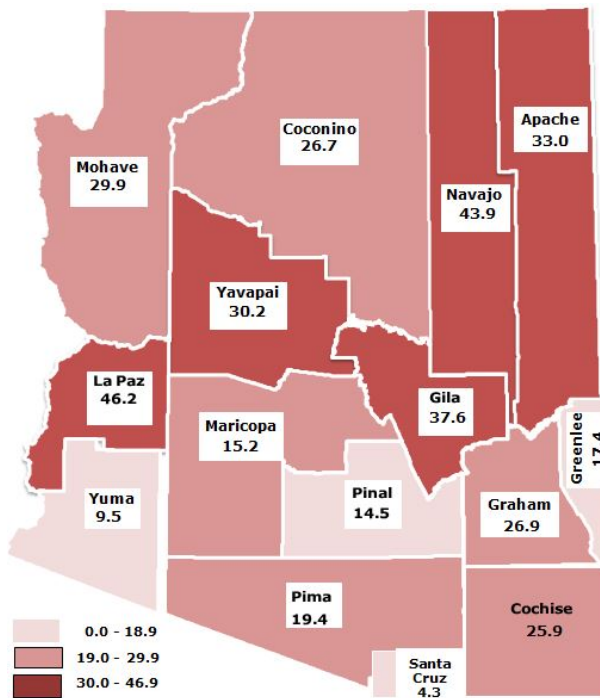 Apache
33.0
Coconino
26.7
Mohave
29.9
Navajo
43.9
Yavapai
30.2
La Paz
46.2
Gila
37.6
Maricopa
15.2
Greenlee
17.4
Yuma
9.5
Pinal
14.5
Graham
26.9
Pima
19.4
Cochise
25.9
Santa
Cruz
4.3
0.0 - 18.9
19.0 - 29.9
30.0 - 46.9